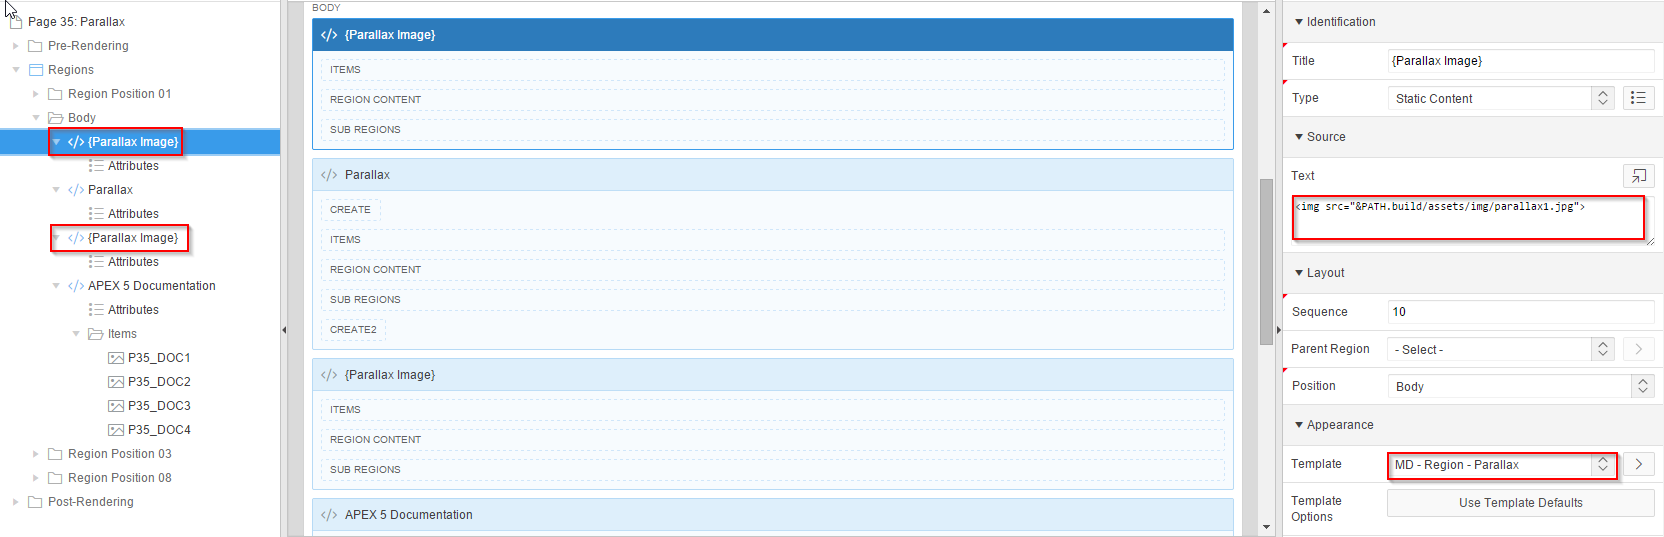 Page 35: Parallax
Pre-Rendering
Regions
Region Position 01
Body
{Parallax Image}
Attributes
Parallax
Attributes
{Parallax Image}
Attributes
APEX 5 Documentation
Attributes
Items
P35_DOC1
P35_DOC2
P35_DOC3
P35_DOC4
Region Position 03
Region Position 08
Post-Rendering
BODY
{Parallax Image}
ITEMS
REGION CONTENT
SUB REGIONS
Parallax
CREATE
ITEMS
REGION CONTENT
SUB REGIONS
CREATE2
{Parallax Image}
ITEMS
REGION CONTENT
SUB REGIONS
APEX 5 Documentation
Identification
Title {Parallax Image}
Type Static Content
Source
Text
<img src="&PATH.build/assets/img/parallax1.jpg">
Layout
Sequence 10
Parent Region - Select -
Position Body
Appearance
Template MD - Region - Parallax
Template Options Use Template Defaults